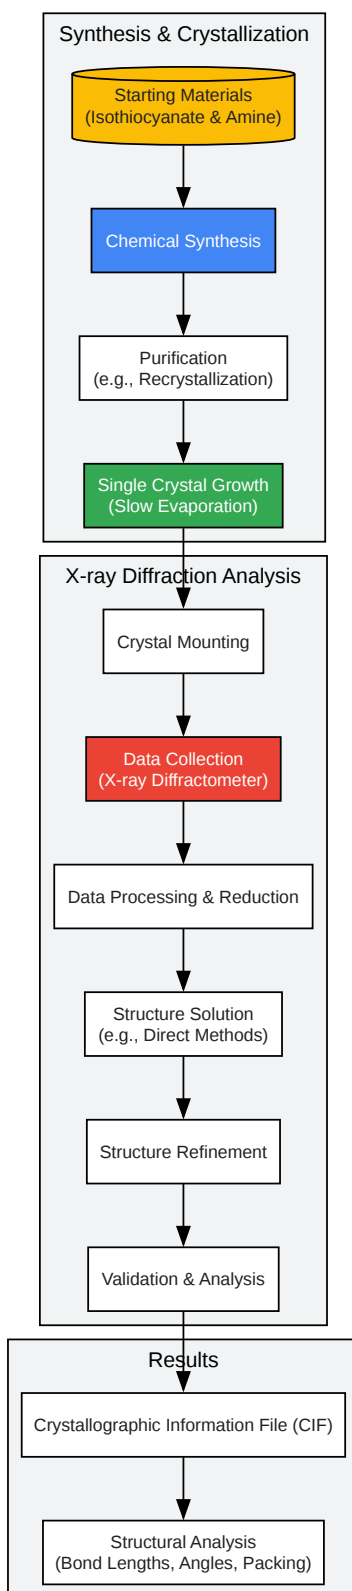 Synthesis & Crystallization
Starting Materials
(Isothiocyanate & Amine)
Chemical Synthesis
Purification
(e.g., Recrystallization)
Single Crystal Growth
(Slow Evaporation)
X-ray Diffraction Analysis
Crystal Mounting
Data Collection
(X-ray Diffractometer)
Data Processing & Reduction
Structure Solution
(e.g., Direct Methods)
Structure Refinement
Validation & Analysis
Results
Crystallographic Information File (CIF)
Structural Analysis
(Bond Lengths, Angles, Packing)